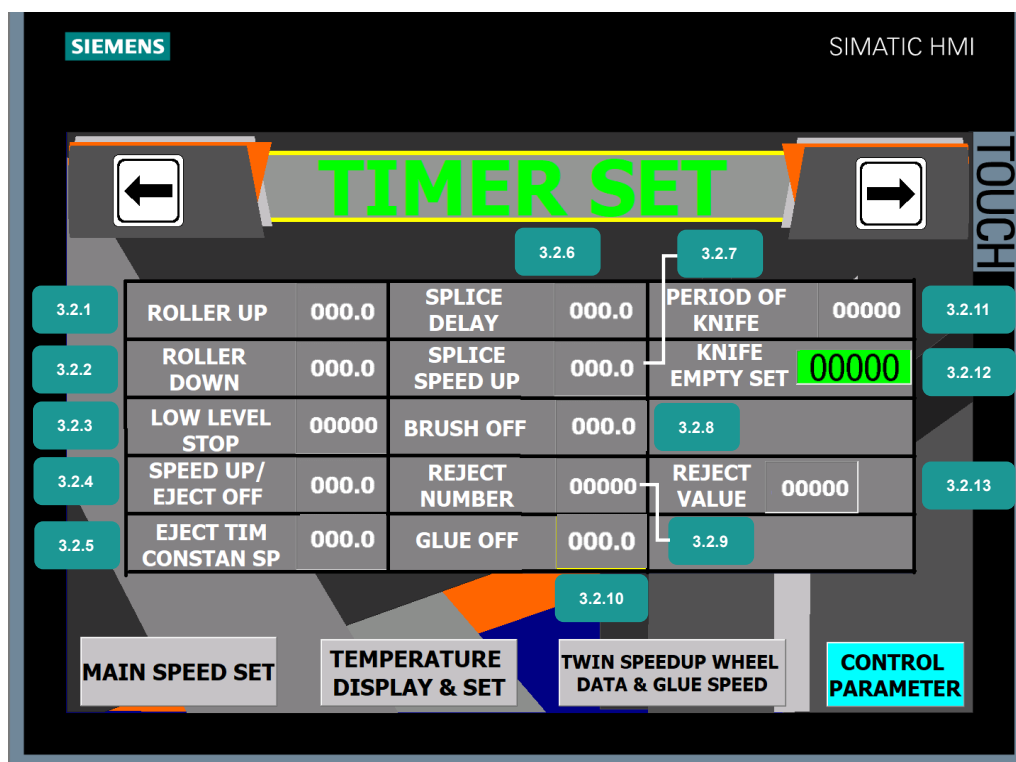 SIEMENS
SIMATIC HMI
TOUCH
TIMER SET
3.2.6
3.2.7
3.2.1
ROLLER UP
000.0
SPLICE
DELAY
000.0
PERIOD OF
KNIFE
00000
3.2.11
3.2.2
ROLLER
DOWN
000.0
SPLICE
SPEED UP
000.0
KNIFE
EMPTY SET
00000
3.2.12
3.2.3
LOW LEVEL
STOP
00000
BRUSH OFF
000.0
3.2.8
3.2.4
SPEED UP/
EJECT OFF
000.0
REJECT
NUMBER
00000
REJECT
VALUE
00000
3.2.13
3.2.5
EJECT TIM
CONSTAN SP
000.0
GLUE OFF
000.0
3.2.9
3.2.10
MAIN SPEED SET
TEMPERATURE
DISPLAY & SET
TWIN SPEEDUP WHEEL
DATA & GLUE SPEED
CONTROL
PARAMETER